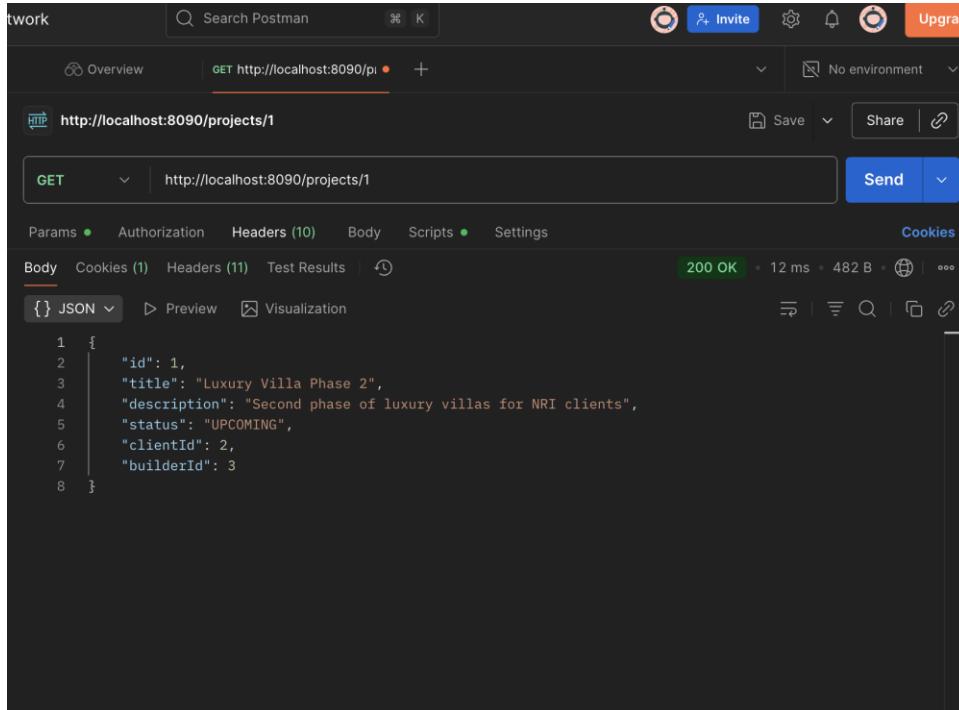 twork
Search Postman ⌘ K
Invite
Upgra
Overview
GET http://localhost:8090/p
No environment
HTTP http://localhost:8090/projects/1
Save
Share
GET http://localhost:8090/projects/1
Send
Params • Authorization Headers (10) Body Scripts • Settings
Cookies
Body Cookies (1) Headers (11) Test Results
200 OK • 12 ms • 482 B
{} JSON Preview Visualization
1 {
2 "id": 1,
3 "title": "Luxury Villa Phase 2",
4 "description": "Second phase of luxury villas for NRI clients",
5 "status": "UPCOMING",
6 "clientId": 2,
7 "builderId": 3
8 }